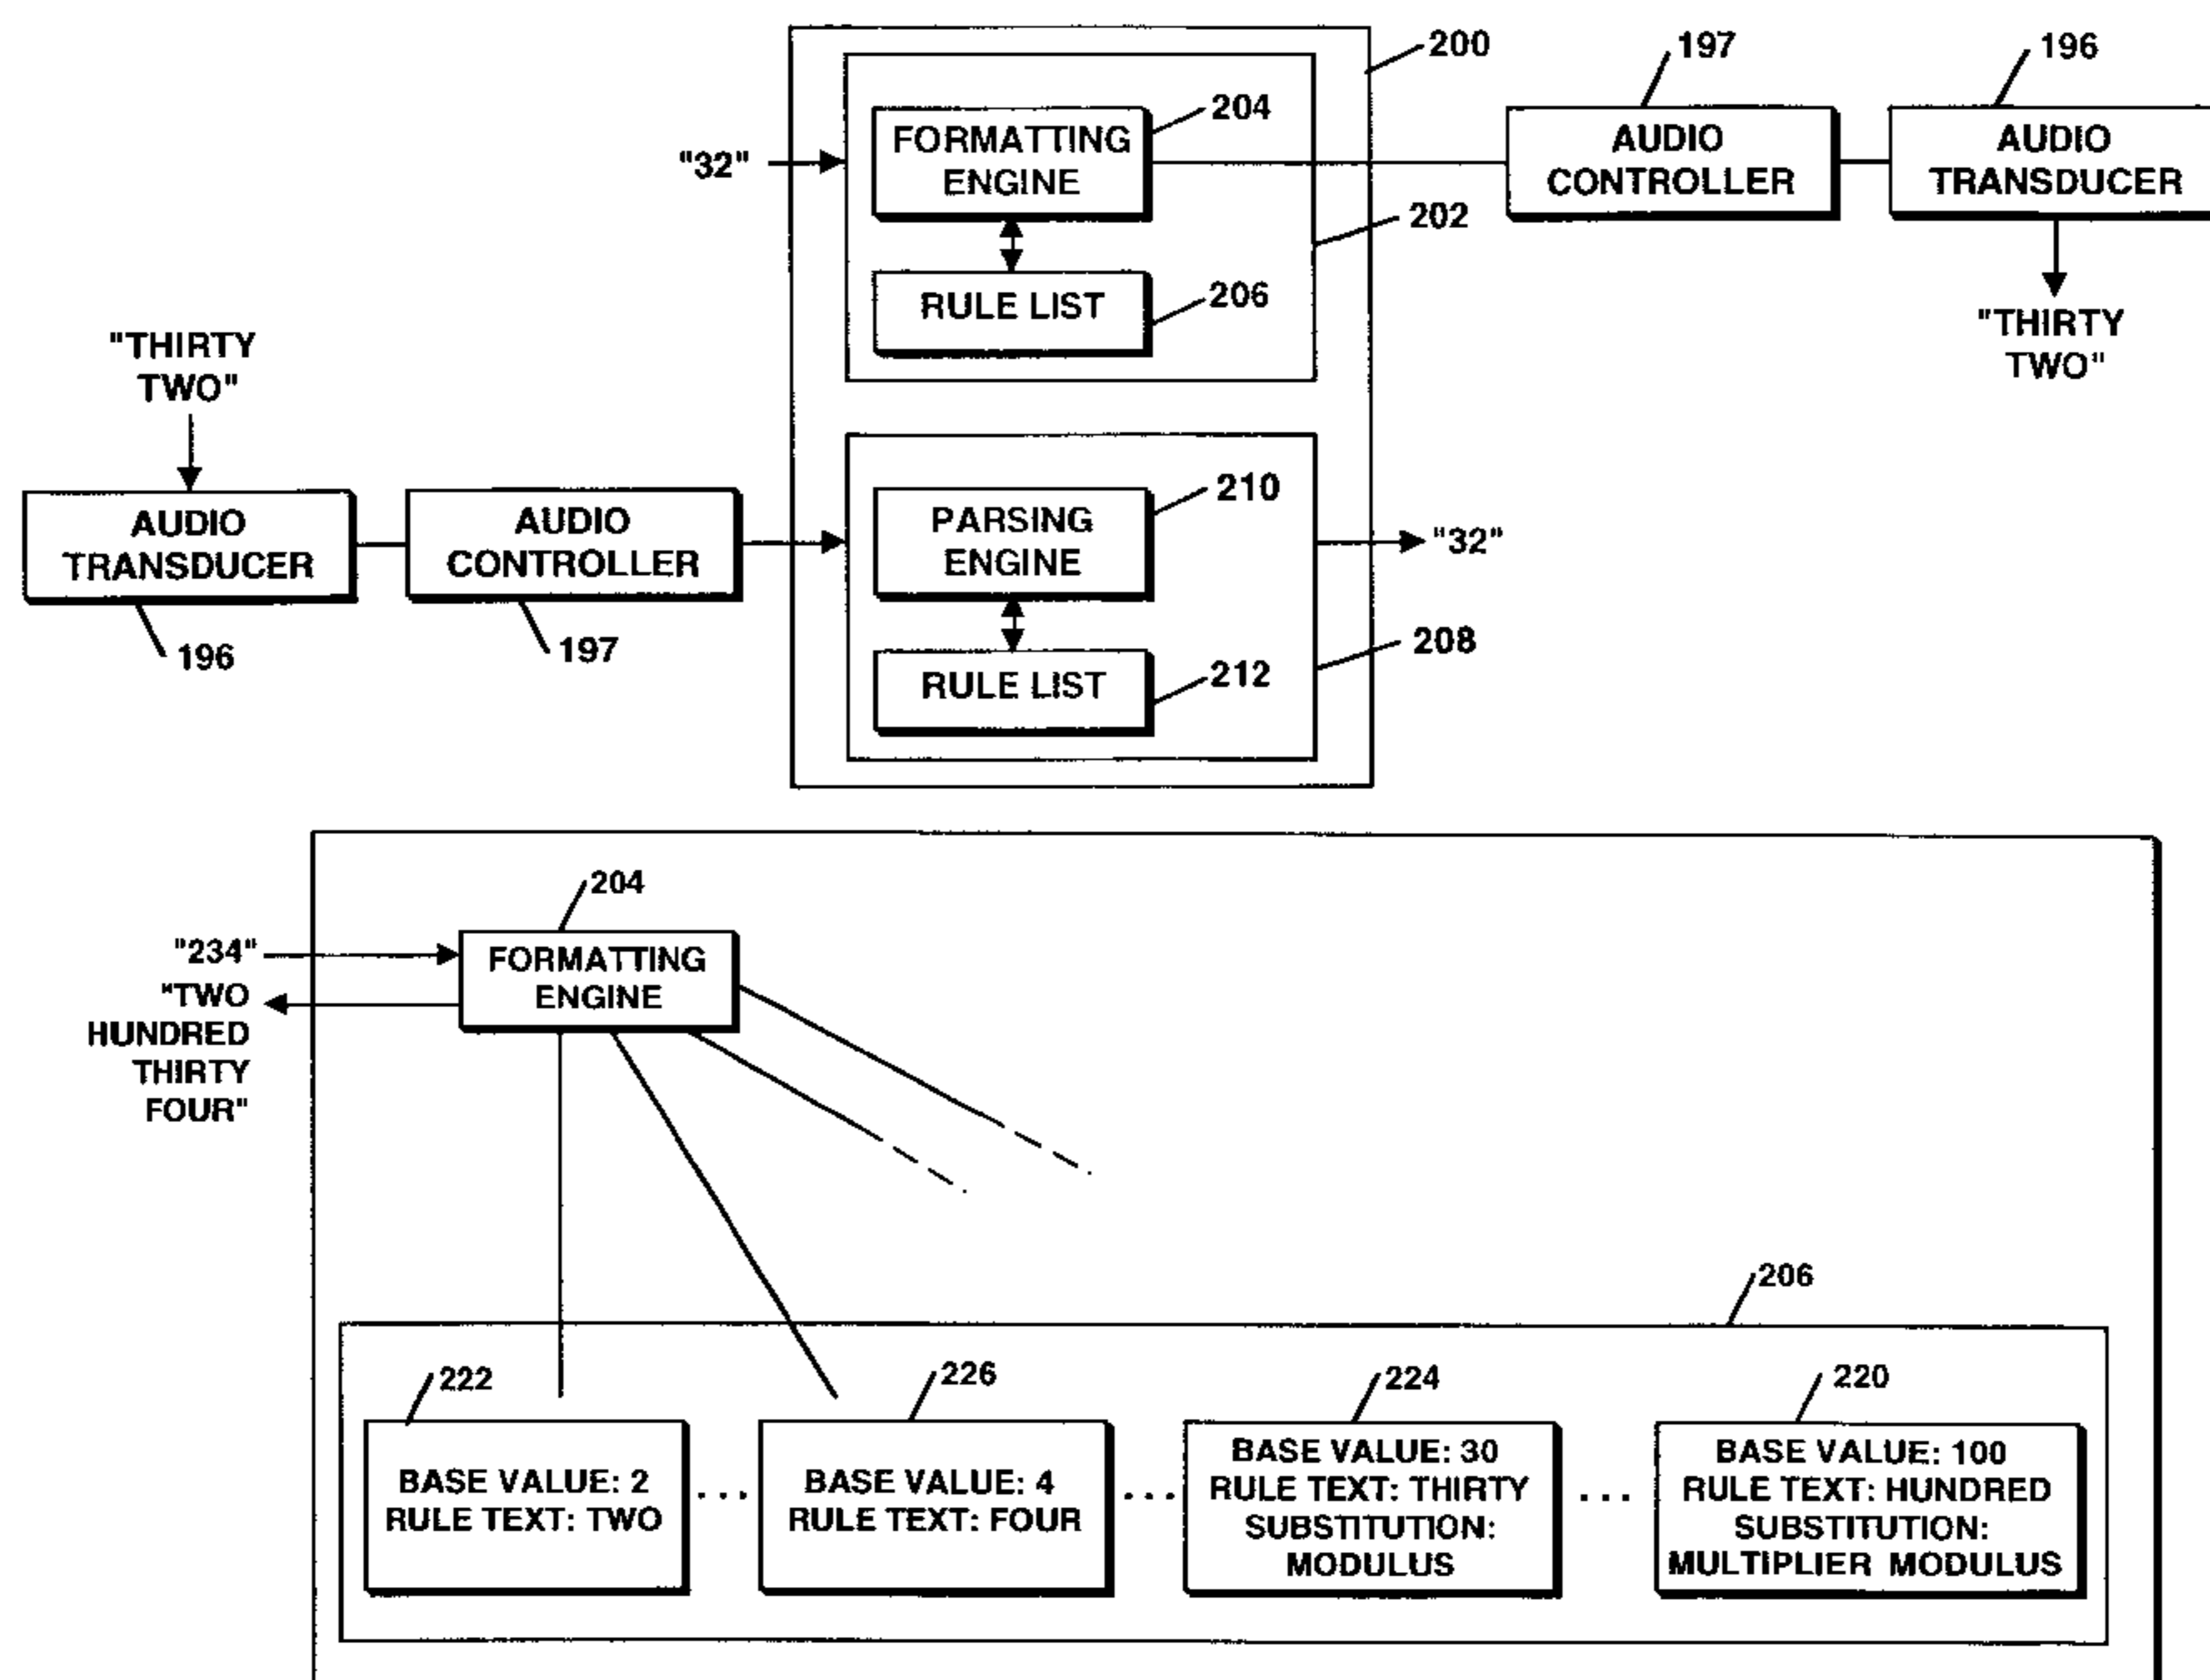 200
197
196
204
FORMATTING
ENGINE
"32"
AUDIO
CONTROLLER
AUDIO
TRANSDUCER
202
RULE LIST
206
"THIRTY
TWO"
"THIRTY
TWO"
AUDIO
TRANSDUCER
AUDIO
CONTROLLER
PARSING
ENGINE
210
"32"
196
197
208
RULE LIST
212
204
"234"
FORMATTING
ENGINE
"TWO
HUNDRED
THIRTY
FOUR"
206
222
226
224
220
BASE VALUE: 2
RULE TEXT: TWO
...
BASE VALUE: 4
RULE TEXT: FOUR
...
BASE VALUE: 30
RULE TEXT: THIRTY
SUBSTITUTION:
MODULUS
...
BASE VALUE: 100
RULE TEXT: HUNDRED
SUBSTITUTION:
MULTIPLIER MODULUS